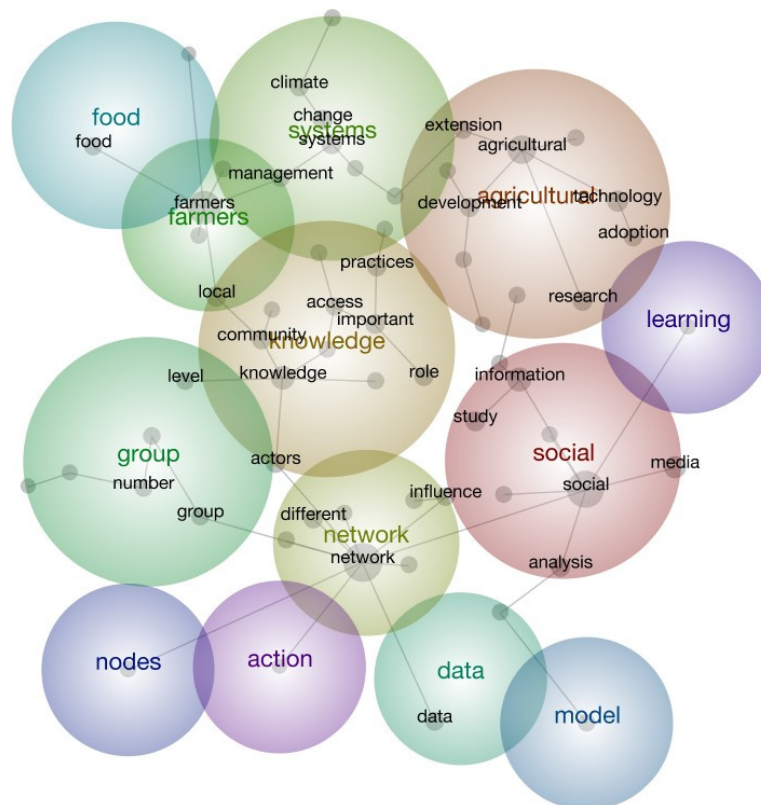 climate
food
change
systems
systems
extension
agricultural
food
management
agricultural
technology
development
farmers
farmers
adoption
practices
local
access
research
important
community
knowledge
learning
level
knowledge
role
information
study
group
actors
social
media
number
influence
social
group
different
network
network
analysis
nodes
action
data
data
model